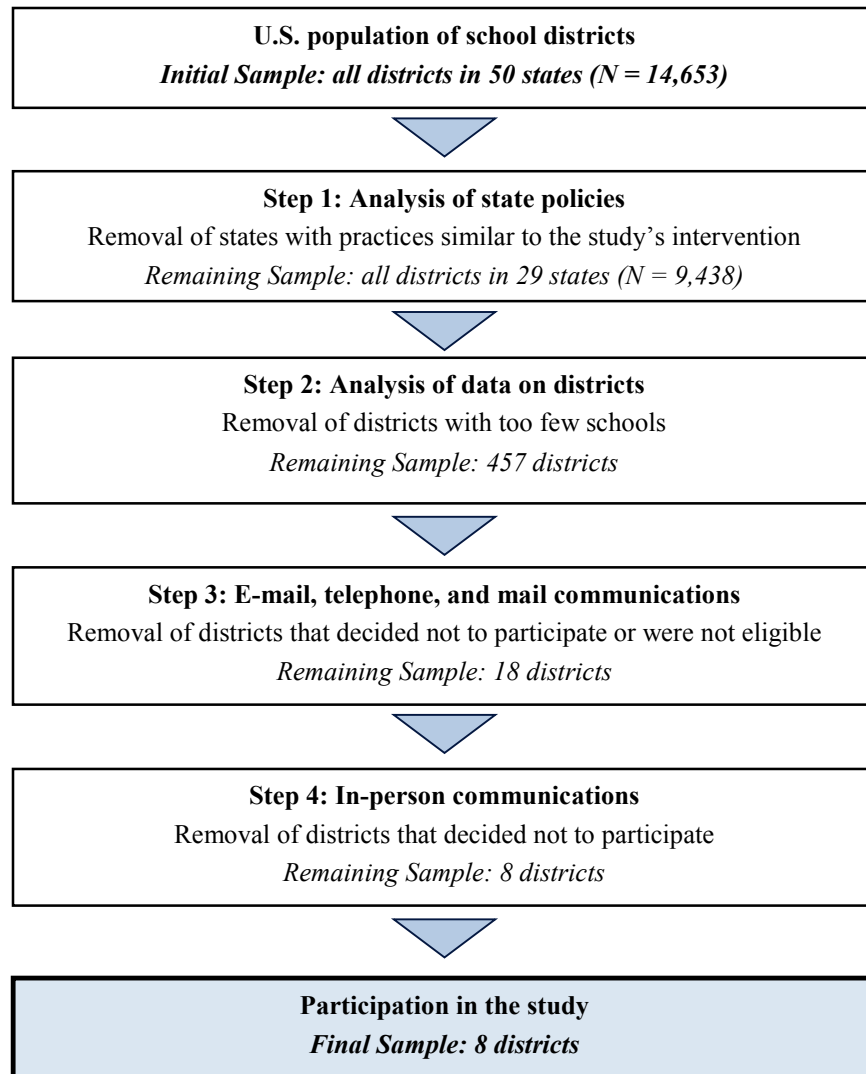 U.S. population of school districts
Initial Sample: all districts in 50 states (N = 14,653)
Step 1: Analysis of state policies
Removal of states with practices similar to the study’s intervention
Remaining Sample: all districts in 29 states (N = 9,438)
Step 2: Analysis of data on districts
Removal of districts with too few schools
Remaining Sample: 457 districts
Step 3: E-mail, telephone, and mail communications
Removal of districts that decided not to participate or were not eligible
Remaining Sample: 18 districts
Step 4: In-person communications
Removal of districts that decided not to participate
Remaining Sample: 8 districts
Participation in the study
Final Sample: 8 districts